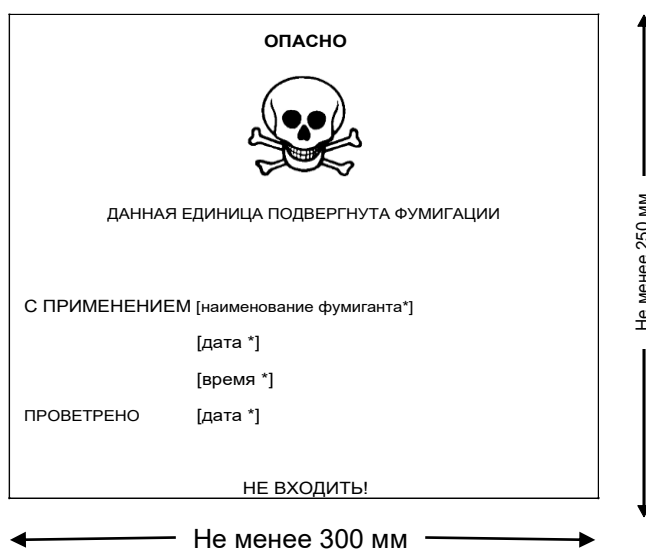 ОПАСНО
ДАННАЯ ЕДИНИЦА ПОДВЕРГНУТА ФУМИГАЦИИ
С ПРИМЕНЕНИЕМ [наименование фумиганта*]
[дата *]
[время *]
ПРОВЕТРЕНО [дата *]
НЕ ВХОДИТЬ!
Не менее 250 мм
Не менее 300 мм